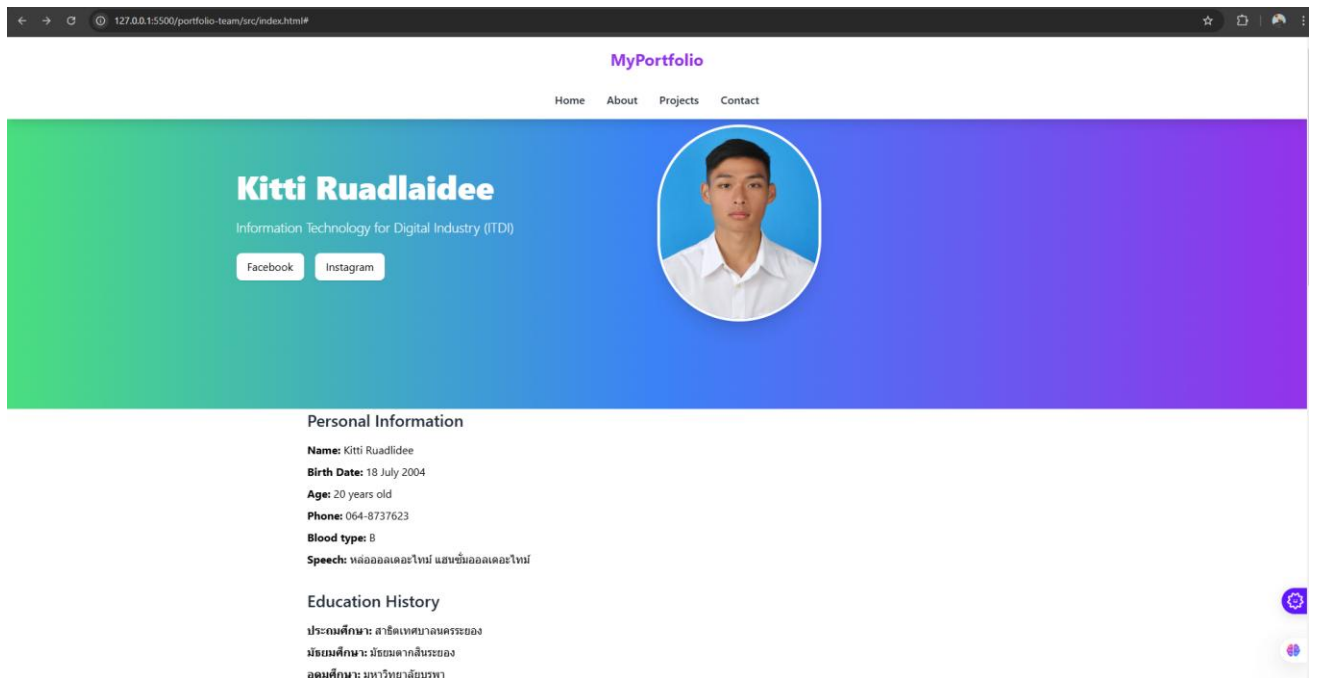 127.0.0.1:5500/portfolio-team/src/index.html#
MyPortfolio
Home About Projects Contact
Kitti Ruadlaidee
Information Technology for Digital Industry (ITDI)
Facebook Instagram
Personal Information
Name: Kitti Ruadlidee
Birth Date: 18 July 2004
Age: 20 years old
Phone: 064-8737623
Blood type: B
Speech: หล่อออลเดอะไทม์ แฮนซั่มออลเดอะไทม์
Education History
ประถมศึกษา: สาธิตเทศบาลนครระยอง
มัธยมศึกษา: มัธยมตากสินระยอง
อุดมศึกษา: มหาวิทยาลัยบูรพา